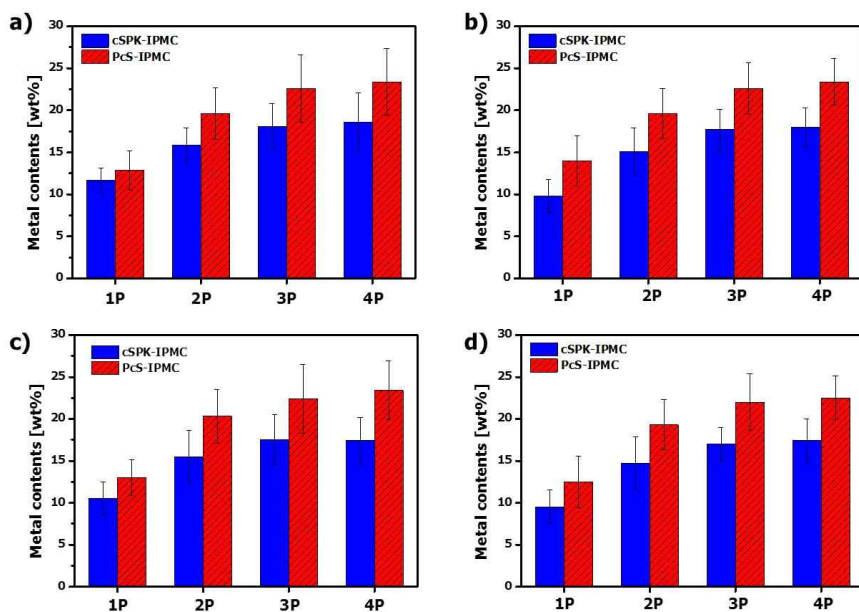 a)
Metal contents [wt%]
30
25
20
15
10
5
0
cSPK-IPMC
PcS-IPMC
1P 2P 3P 4P
b)
Metal contents [wt%]
30
25
20
15
10
5
0
cSPK-IPMC
PcS-IPMC
1P 2P 3P 4P
c)
Metal contents [wt%]
30
25
20
15
10
5
0
cSPK-IPMC
PcS-IPMC
1P 2P 3P 4P
d)
Metal contents [wt%]
30
25
20
15
10
5
0
cSPK-IPMC
PcS-IPMC
1P 2P 3P 4P